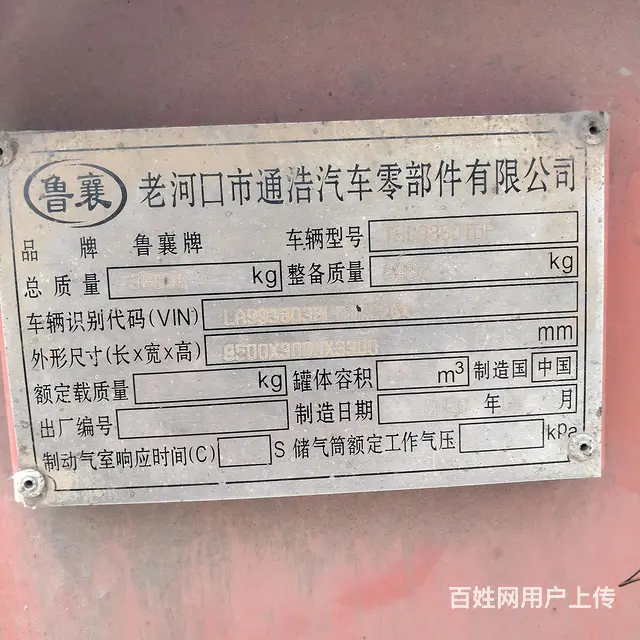 鲁襄 老河口市通浩汽车零部件有限公司
品牌 鲁襄牌 车辆型号
总质量 kg 整备质量 kg
车辆识别代码(VIN)
外形尺寸(长x宽x高) mm
额定载质量 kg 罐体容积 m³ 制造国 中国
出厂编号 制造日期 年 月
制动气室响应时间(C) S 储气筒额定工作气压 kPa
百姓网用户上传